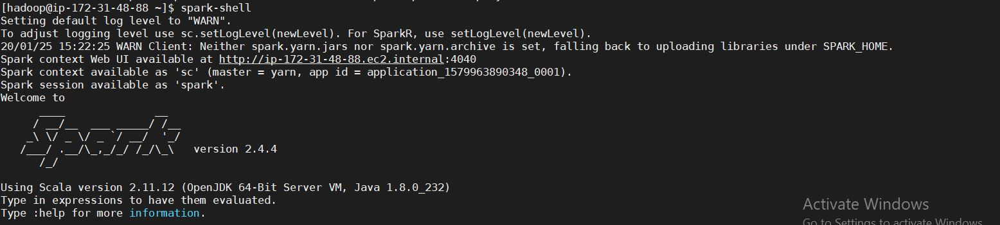 [hadoop@ip-172-31-48-88 ~]$ spark-shell
Setting default log level to "WARN".
To adjust logging level use sc.setLogLevel(newLevel). For SparkR, use setLogLevel(newLevel).
20/01/25 15:22:25 WARN Client: Neither spark.yarn.jars nor spark.yarn.archive is set, falling back to uploading libraries under SPARK_HOME.
Spark context Web UI available at http://ip-172-31-48-88.ec2.internal:4040
Spark context available as 'sc' (master = yarn, app id = application_1579963890348_0001).
Spark session available as 'spark'.
Welcome to
      ____              __
     / __/__  ___ _____/ /__
    _\ \/ _ \/ _ `/ __/  '_/
   /___/ .__/\_,_/_/ /_/\_\   version 2.4.4
      /_/
Using Scala version 2.11.12 (OpenJDK 64-Bit Server VM, Java 1.8.0_232)
Type in expressions to have them evaluated.
Type :help for more information.
Activate Windows
Go to Settings to activate Windows